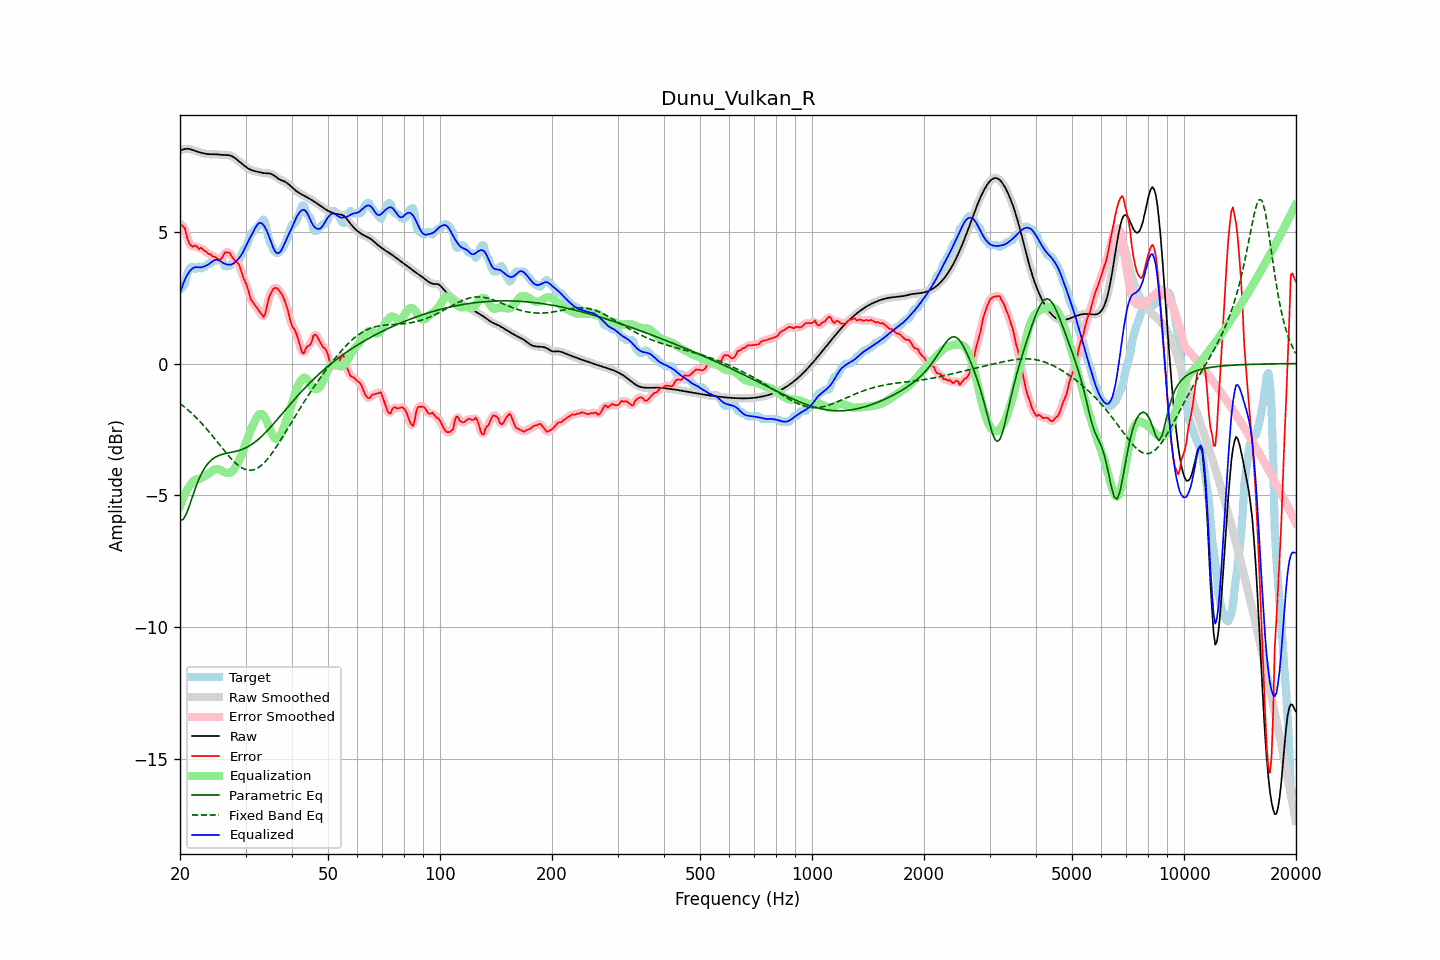 Dunu_Vulkan_R
Amplitude (dBr)
5
0
−5
−10
−15
Target
Raw Smoothed
Error Smoothed
Raw
Error
Equalization
Parametric Eq
Fixed Band Eq
Equalized
20 50 100 200 500 1000 2000 5000 10000 20000
Frequency (Hz)